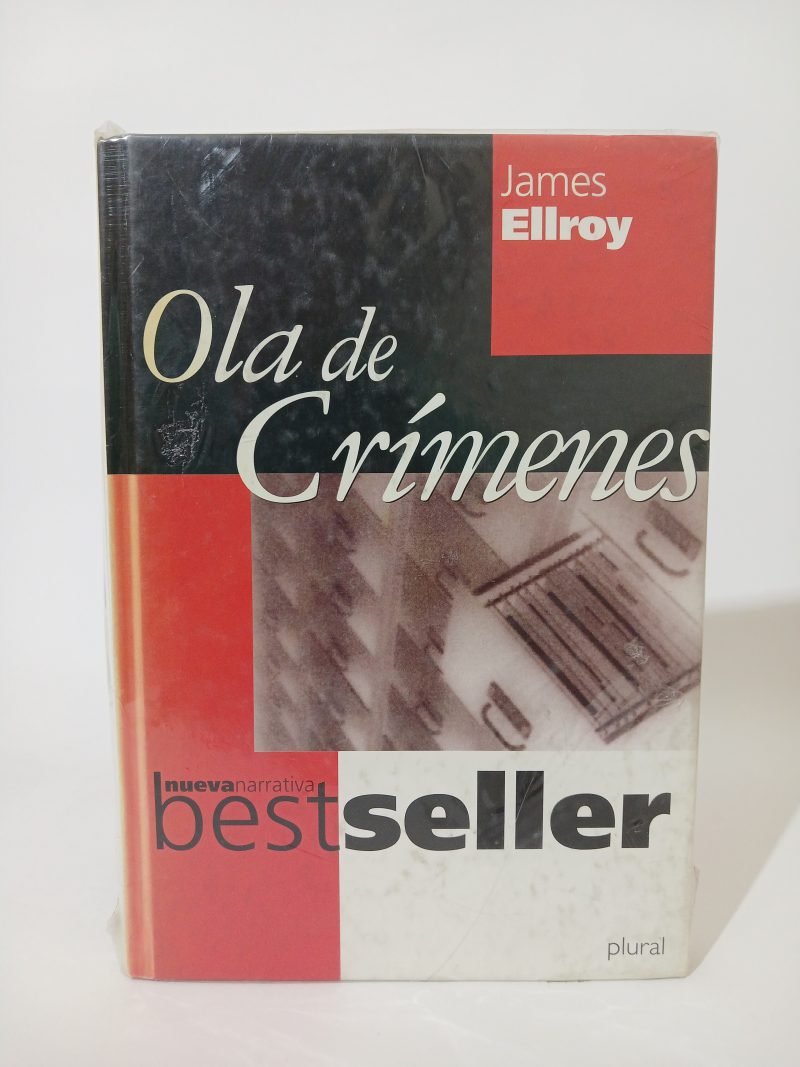 James
Ellroy
Ola de
Crímenes
nuevanarrativa
bestseller
plural